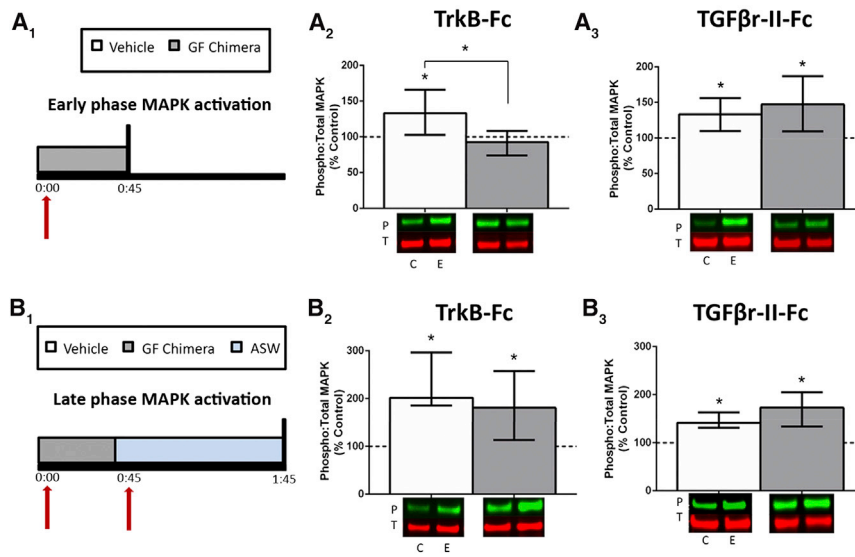 A1
Vehicle GF Chimera
Early phase MAPK activation
0:00 0:45
A2
TrkB-Fc
Phospho:Total MAPK
(% Control)
200
150
100
50
0
*
*
P
T
C E
A3
TGFβr-II-Fc
Phospho:Total MAPK
(% Control)
200
150
100
50
0
*
*
P
T
C E
B1
Vehicle GF Chimera ASW
Late phase MAPK activation
0:00 0:45 1:45
B2
TrkB-Fc
Phospho:Total MAPK
(% Control)
300
200
100
0
*
*
P
T
C E
B3
TGFβr-II-Fc
Phospho:Total MAPK
(% Control)
300
200
100
0
*
*
P
T
C E